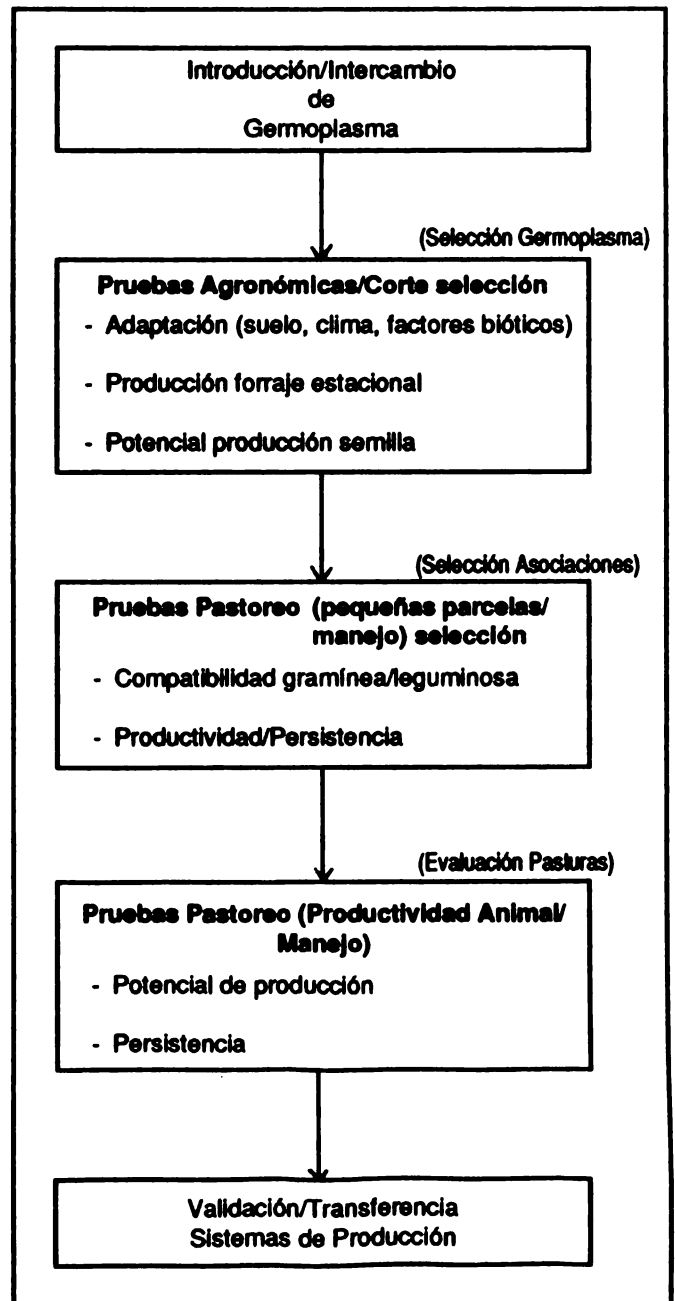 Introducción/Intercambio
de
Germoplasma
(Selección Germoplasma)
Pruebas Agronómicas/Corte selección
- Adaptación (suelo, clima, factores bióticos)
- Producción forraje estacional
- Potencial producción semilla
(Selección Asociaciones)
Pruebas Pastoreo (pequeñas parcelas/
manejo) selección
- Compatibilidad gramínea/leguminosa
- Productividad/Persistencia
(Evaluación Pasturas)
Pruebas Pastoreo (Productividad Animal/
Manejo)
- Potencial de producción
- Persistencia
Validación/Transferencia
Sistemas de Producción